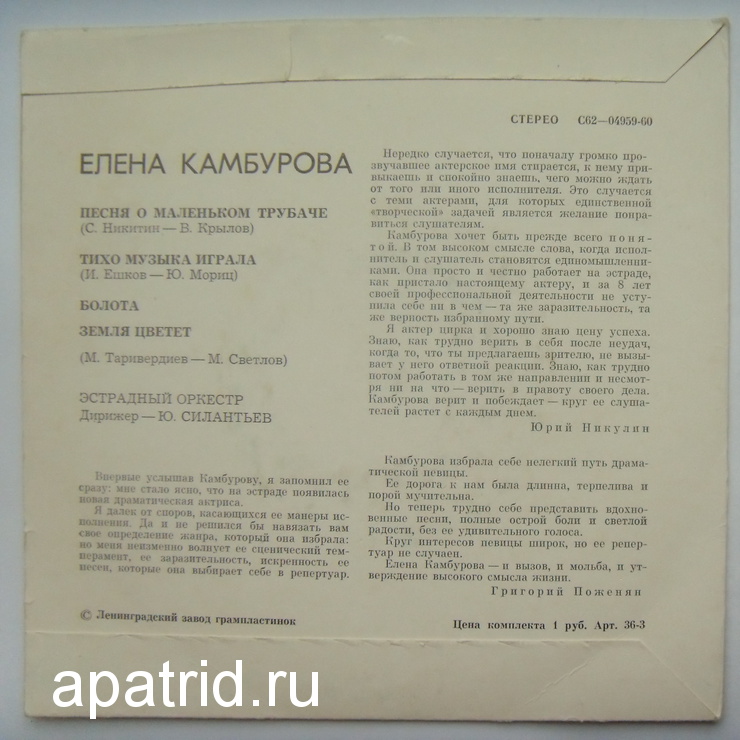 СТЕРЕО С62—04959-60
ЕЛЕНА КАМБУРОВА
ПЕСНЯ О МАЛЕНЬКОМ ТРУБАЧЕ
(С. Никитин — В. Крылов)
ТИХО МУЗЫКА ИГРАЛА
(И. Ешков — Ю. Мориц)
БОЛОТА
ЗЕМЛЯ ЦВЕТЕТ
(М. Таривердиев — М. Светлов)
ЭСТРАДНЫЙ ОРКЕСТР
Дирижер — Ю. СИЛАНТЬЕВ
Впервые услышав Камбурову, я запомнил ее
сразу: мне стало ясно, что на эстраде появилась
новая драматическая актриса.
Я далек от споров, касающихся ее манеры ис-
полнения. Да и не решился бы навязать вам
свое определение жанра, который она избрала:
но меня неизменно волнует ее сценический тем-
перамент, ее заразительность, искренность ее
песен, которые она выбирает себе в репертуар.
Нередко случается, что поначалу громко про-
звучавшее актерское имя стирается, к нему при-
выкаешь и спокойно знаешь, чего можно ждать
от того или иного исполнителя. Это случается
с теми актерами, для которых единственной
«творческой» задачей является желание понра-
виться слушателям.
Камбурова хочет быть прежде всего поня-
той. В том высоком смысле слова, когда испол-
нитель и слушатель становятся единомышленни-
ками. Она просто и честно работает на эстраде,
как пристало настоящему актеру, и за 8 лет
своей профессиональной деятельности не усту-
пила себе ни в чем — та же заразительность, та-
же верность избранному пути.
Я актер цирка и хорошо знаю цену успеха.
Знаю, как трудно верить в себя после неудач,
когда то, что ты предлагаешь зрителю, не вызы-
вает у него ответной реакции. Знаю, как трудно
потом работать в том же направлении и несмот-
ря ни на что — верить в правоту своего дела.
Камбурова верит и побеждает — круг ее слуша-
телей растет с каждым днем.
Юрий Никулин
Камбурова избрала себе нелегкий путь драма-
тической певицы.
Ее дорога к нам была длинна, терпелива и
порой мучительна.
Но теперь трудно себе представить вдохно-
венные песни, полные острой боли и светлой
радости, без ее удивительного голоса.
Круг интересов певицы широк, но ее репер-
туар не случаен.
Елена Камбурова — и вызов, и мольба, и ут-
верждение высокого смысла жизни.
Григорий Поженян
© Ленинградский завод грампластинок
Цена комплекта 1 руб. Арт. 36-3
apatrid.ru